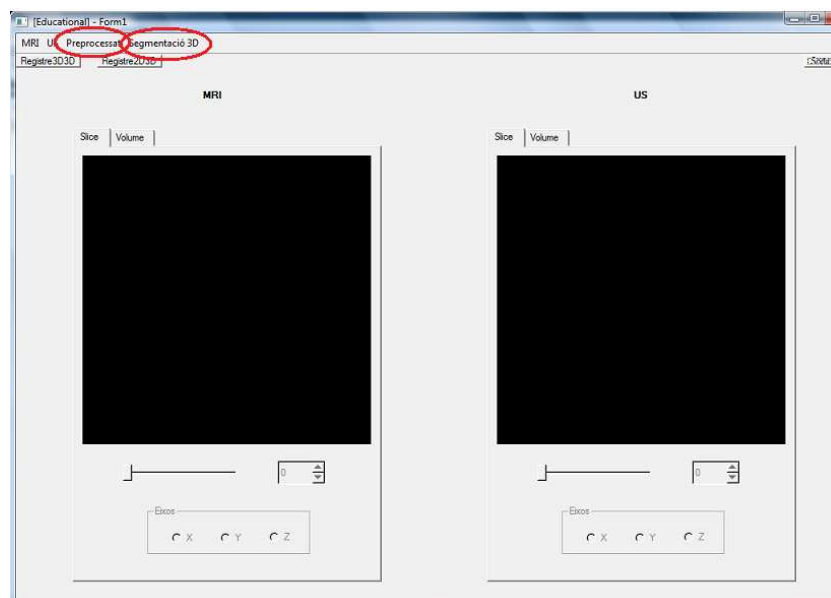 [Educational] - Form1
MRI U Preprocessat Segmentació 3D
Registre3D3D Registre2D3D
MRI US
Slice Volume Slice Volume
0 0
Eixos Eixos
X Y Z X Y Z